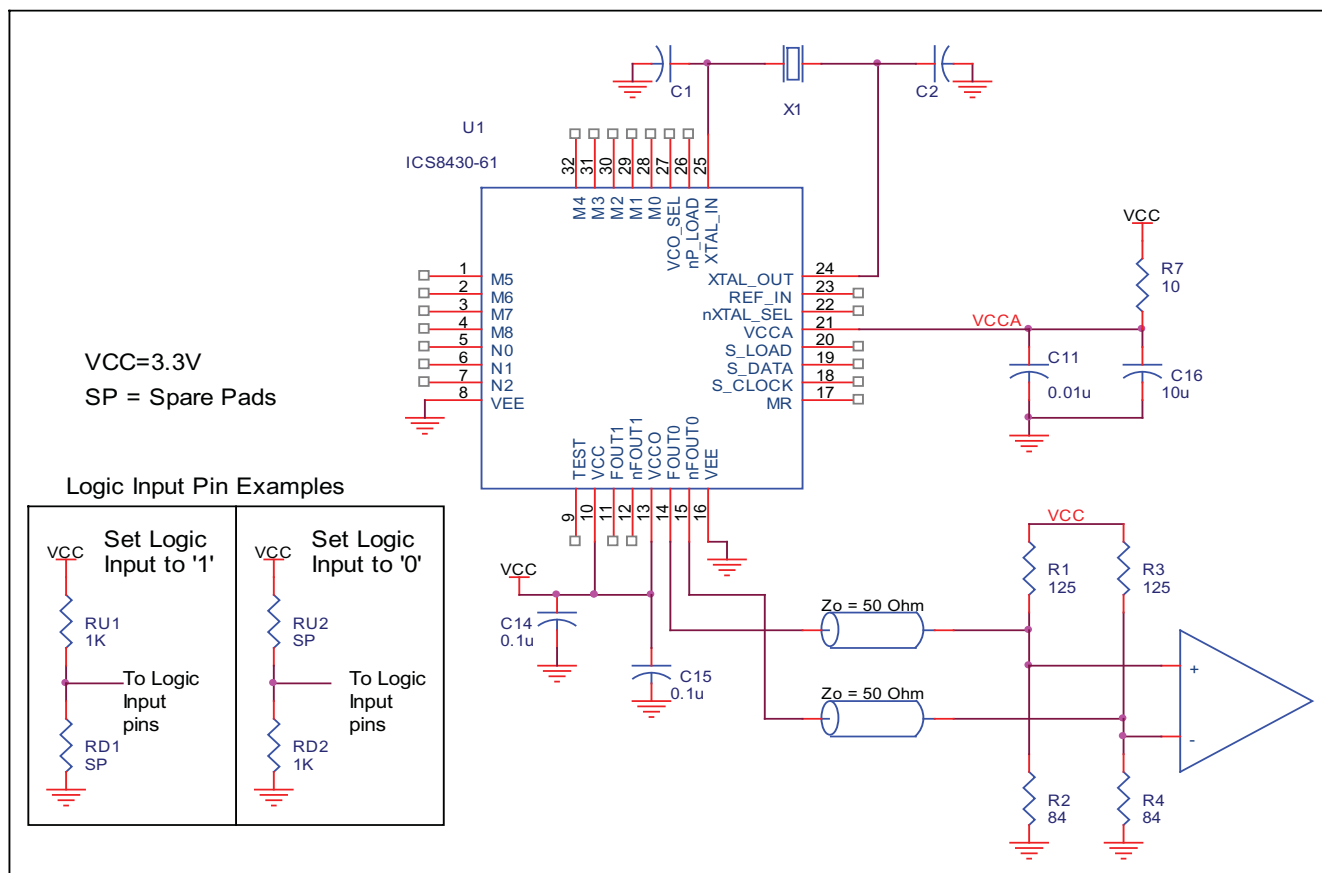 C1
X1
C2
U1
ICS8430-61
32
31
30
29
28
27
26
25
M4
M3
M2
M1
M0
VCO_SEL
nP_LOAD
XTAL_IN
1
M5
2
M6
3
M7
4
M8
5
N0
6
N1
7
N2
8
VEE
XTAL_OUT
24
REF_IN
23
nXTAL_SEL
22
VCCA
21
S_LOAD
20
S_DATA
19
S_CLOCK
18
MR
17
TEST
VCC
FOUT1
nFOUT1
VCCO
FOUT0
nFOUT0
VEE
9
10
11
12
13
14
15
16
VCC
R7
10
VCCA
C11
0.01u
C16
10u
VCC=3.3V
SP = Spare Pads
Logic Input Pin Examples
Set Logic
Input to '1'
VCC
RU1
1K
To Logic
Input
pins
RD1
SP
Set Logic
Input to '0'
VCC
RU2
SP
To Logic
Input
pins
RD2
1K
VCC
C14
0.1u
C15
0.1u
Zo = 50 Ohm
Zo = 50 Ohm
VCC
R1
125
R3
125
+
-
R2
84
R4
84